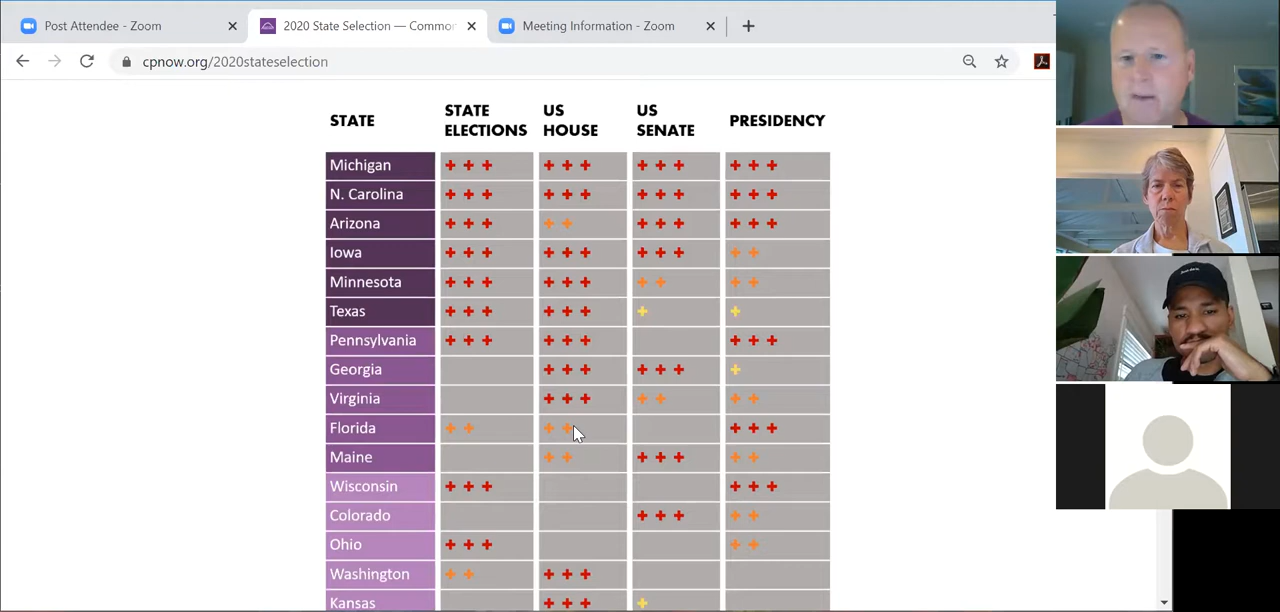 Post Attendee - Zoom
2020 State Selection — Common
Meeting Information - Zoom
cpnow.org/2020stateselection
STATE STATE ELECTIONS US HOUSE US SENATE PRESIDENCY
Michigan + + + + + + + + + + + +
N. Carolina + + + + + + + + + + + +
Arizona + + + + + + + + + + +
Iowa + + + + + + + + + + +
Minnesota + + + + + + + + + +
Texas + + + + + + + +
Pennsylvania + + + + + + + + +
Georgia + + + + + + +
Virginia + + + + + + +
Florida + + + + + + +
Maine + + + + + + +
Wisconsin + + + + + +
Colorado + + + + +
Ohio + + + + +
Washington + + + + +
Kansas + + + +